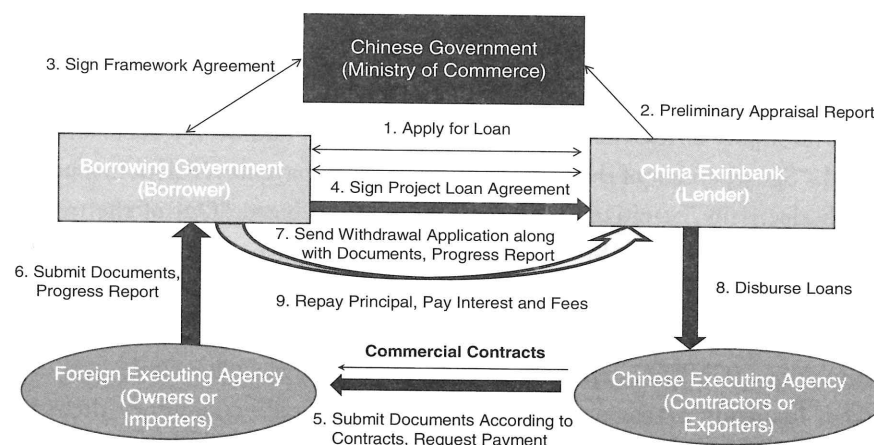 Chinese Government
(Ministry of Commerce)
3. Sign Framework Agreement
2. Preliminary Appraisal Report
1. Apply for Loan
Borrowing Government
(Borrower)
China Eximbank
(Lender)
4. Sign Project Loan Agreement
7. Send Withdrawal Application along
with Documents, Progress Report
6. Submit Documents,
Progress Report
8. Disburse Loans
9. Repay Principal, Pay Interest and Fees
Commercial Contracts
Foreign Executing Agency
(Owners or
Importers)
Chinese Executing Agency
(Contractors or
Exporters)
5. Submit Documents According to
Contracts, Request Payment